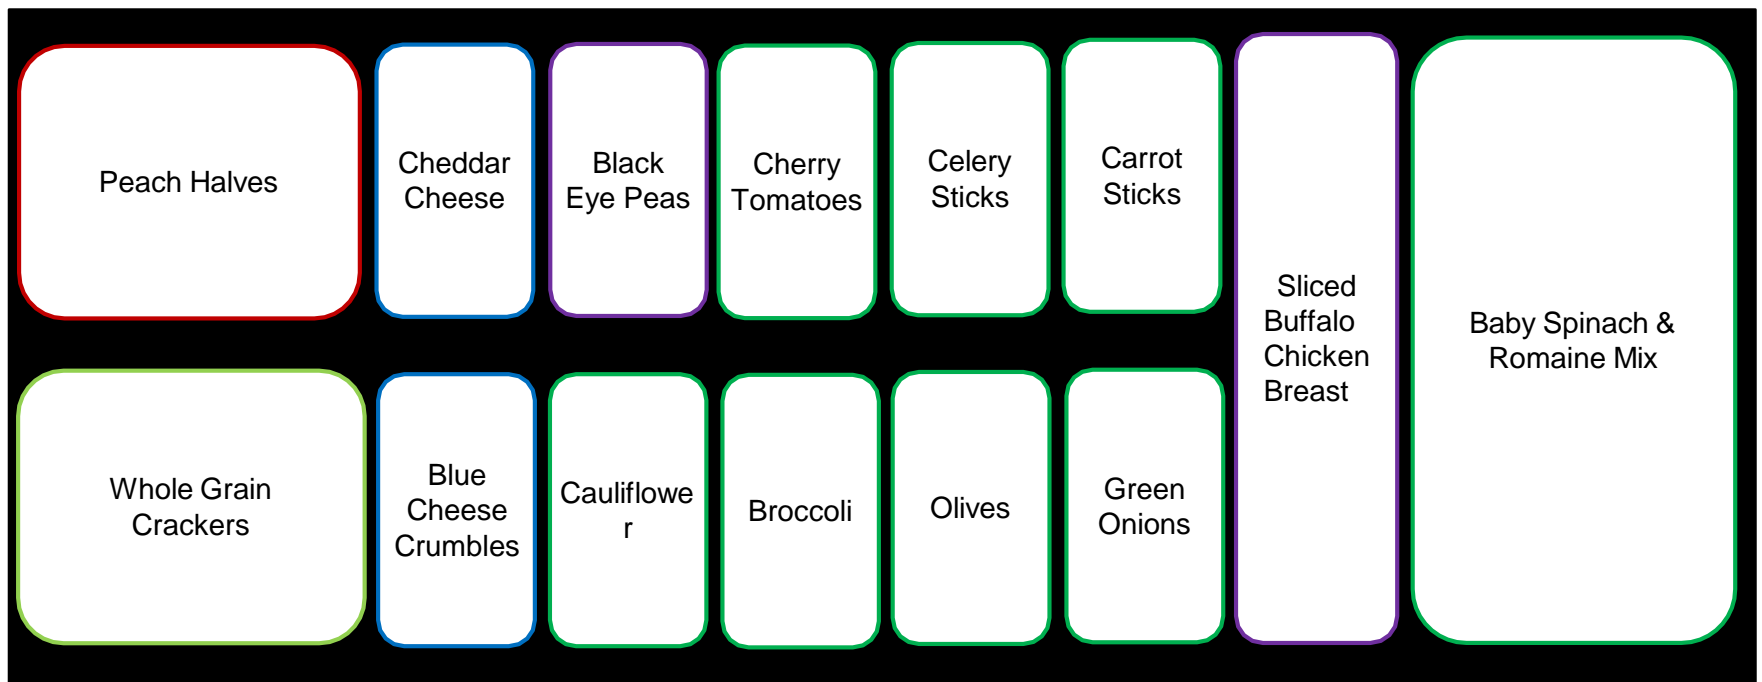 Peach Halves
Cheddar
Cheese
Black
Eye Peas
Cherry
Tomatoes
Celery
Sticks
Carrot
Sticks
Sliced
Buffalo
Chicken
Breast
Baby Spinach &
Romaine Mix
Whole Grain
Crackers
Blue
Cheese
Crumbles
Cauliflowe
r
Broccoli
Olives
Green
Onions